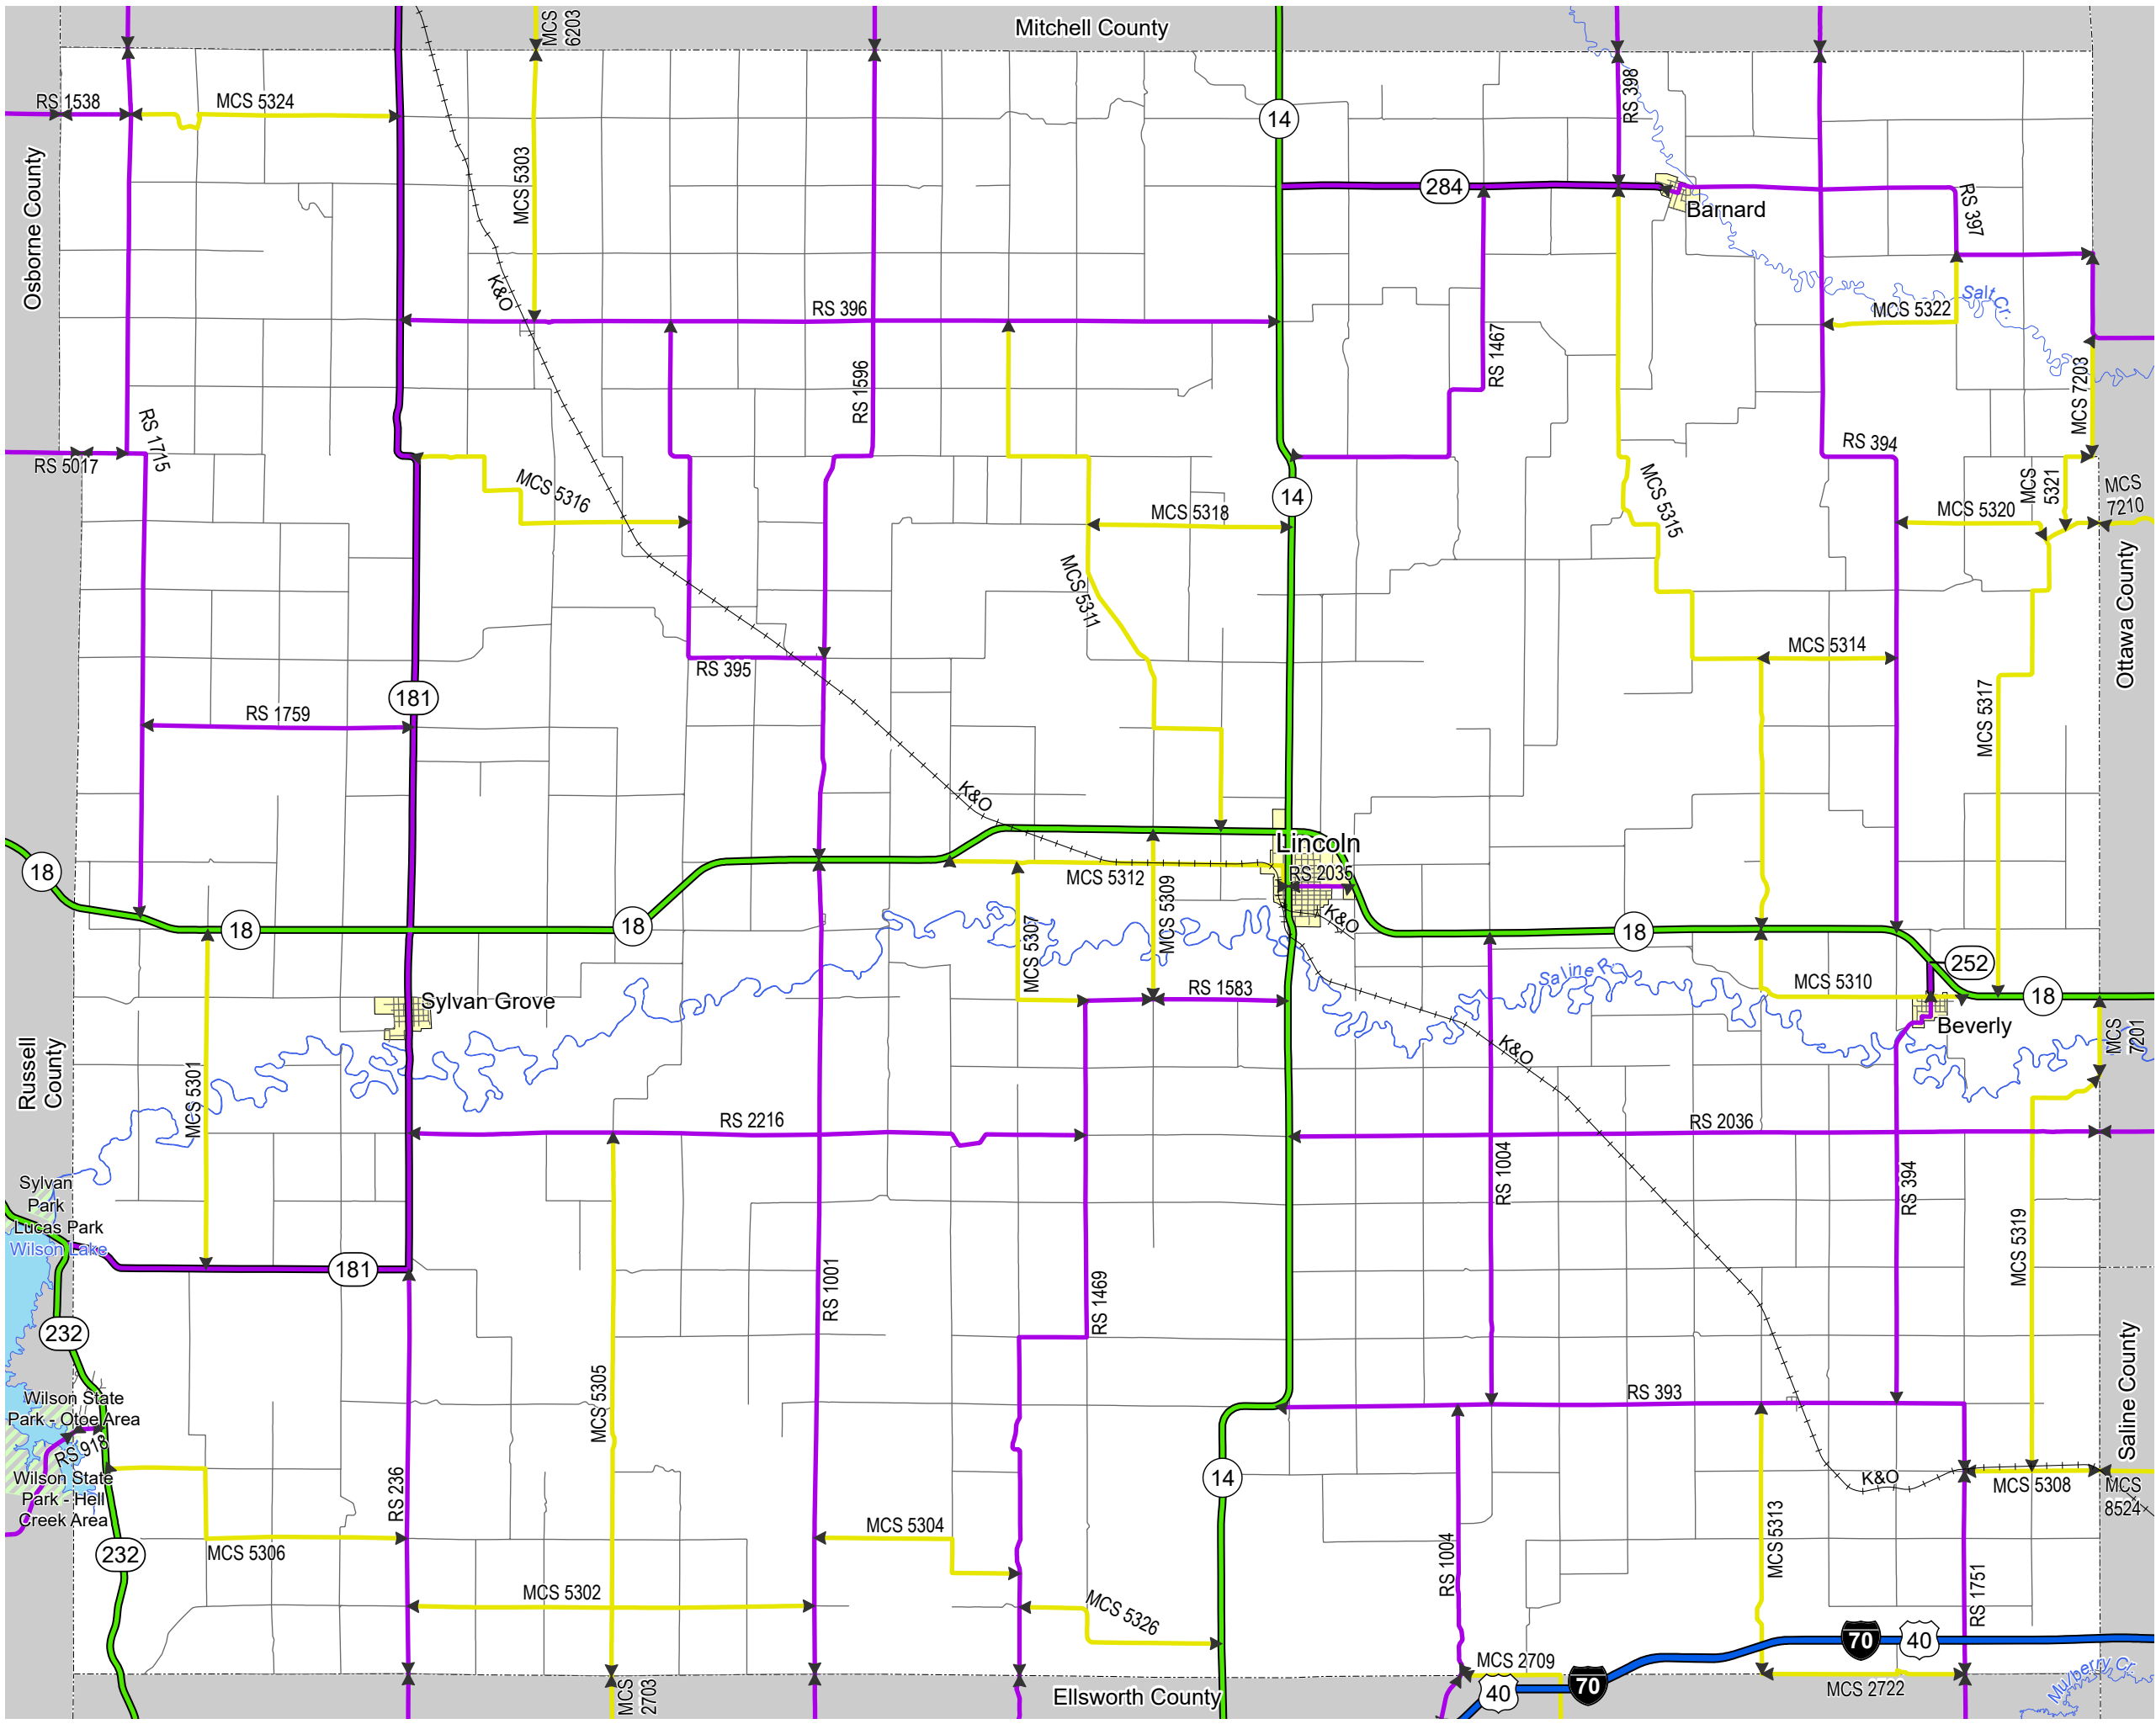 MCS
6203
Mitchell County
RS 1538
MCS 5324
RS 398
14
Osborne County
MCS 5303
284
Barnard
RS 397
K&O
Salt Cr.
RS 396
MCS 5322
RS 1467
RS 1596
MCS 7203
RS 1715
RS 5017
RS 394
MCS 5316
14
MCS 5315
MCS
5321
MCS
7210
MCS 5318
MCS 5320
MCS 5311
Ottawa County
MCS 5314
RS 395
181
MCS 5317
RS 1759
K&O
Lincoln
18
MCS 5312
RS 2035
MCS 5309
K&O
18
18
18
MCS 5307
252
Saline R.
MCS 5310
RS 1583
18
Sylvan Grove
Beverly
MCS
7201
Russell
County
K&O
MCS 5301
RS 2216
RS 2036
RS 1004
RS 394
Sylvan
Park
Lucas Park
Wilson Lake
MCS 5319
181
RS 1001
RS 1469
232
Saline County
RS 393
Wilson State
Park - Otoe Area
MCS 5305
RS 918
Wilson State
Park - Hell
Creek Area
14
K&O
MCS 5308
MCS
8524
RS 236
MCS 5304
232
MCS 5306
RS 1004
MCS 5313
MCS 5302
MCS 5326
RS 1751
70
40
MCS 2709
MCS 2722
Mulberry Cr.
MCS
2703
Ellsworth County
40
70